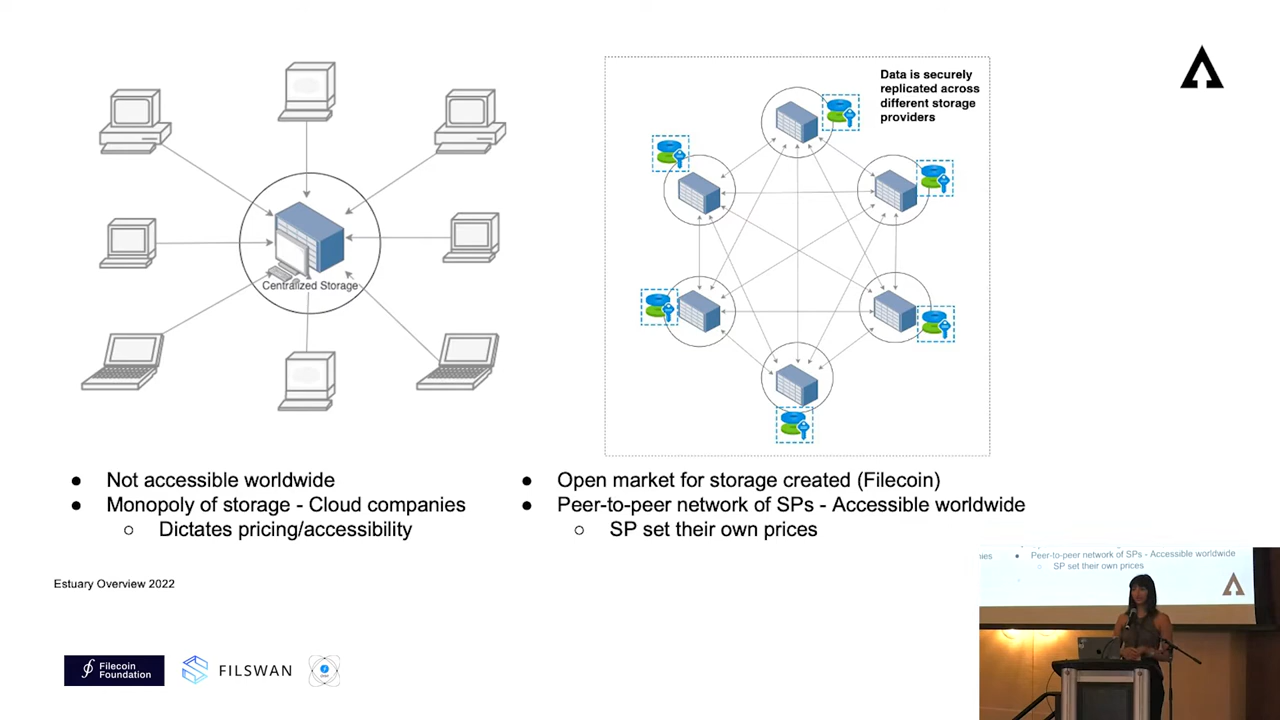 Data is securely
replicated across
different storage
providers
Centralized Storage
● Not accessible worldwide
● Monopoly of storage - Cloud companies
○ Dictates pricing/accessibility
● Open market for storage created (Filecoin)
● Peer-to-peer network of SPs - Accessible worldwide
○ SP set their own prices
Estuary Overview 2022
Filecoin
Foundation
FILSWAN
nies
● Peer-to-peer network of SPs - Accessible worldwide
○ SP set their own prices